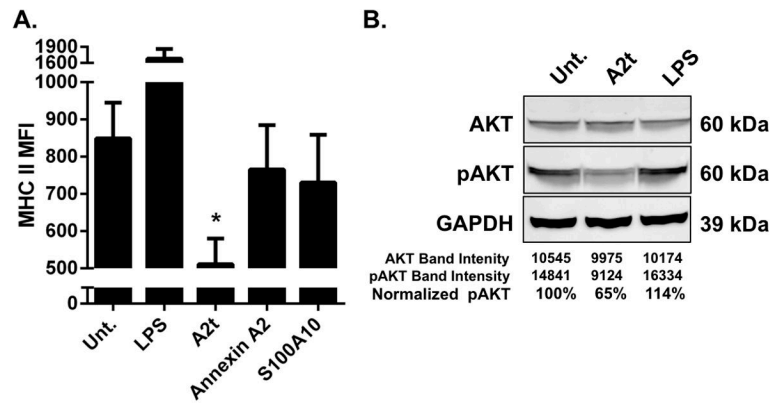 A.
MHC II MFI
1900
1600
1000
900
800
700
600
500
0
*
Unt.
LPS
A2t
Annexin A2
S100A10
B.
Unt. A2t LPS
AKT 60 kDa
pAKT 60 kDa
GAPDH 39 kDa
AKT Band Intenity 10545 9975 10174
pAKT Band Intensity 14841 9124 16334
Normalized pAKT 100% 65% 114%